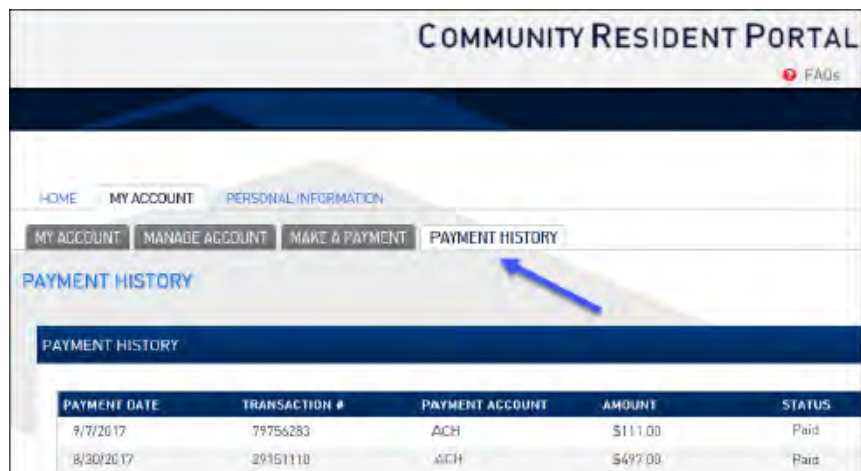 COMMUNITY RESIDENT PORTAL
FAQs
HOME MY ACCOUNT PERSONAL INFORMATION
MY ACCOUNT MANAGE ACCOUNT MAKE A PAYMENT PAYMENT HISTORY
PAYMENT HISTORY
PAYMENT HISTORY
PAYMENT DATE TRANSACTION # PAYMENT ACCOUNT AMOUNT STATUS
9/7/2017 79756283 ACH $111.00 Paid
8/30/2017 29151110 ACH $497.00 Paid